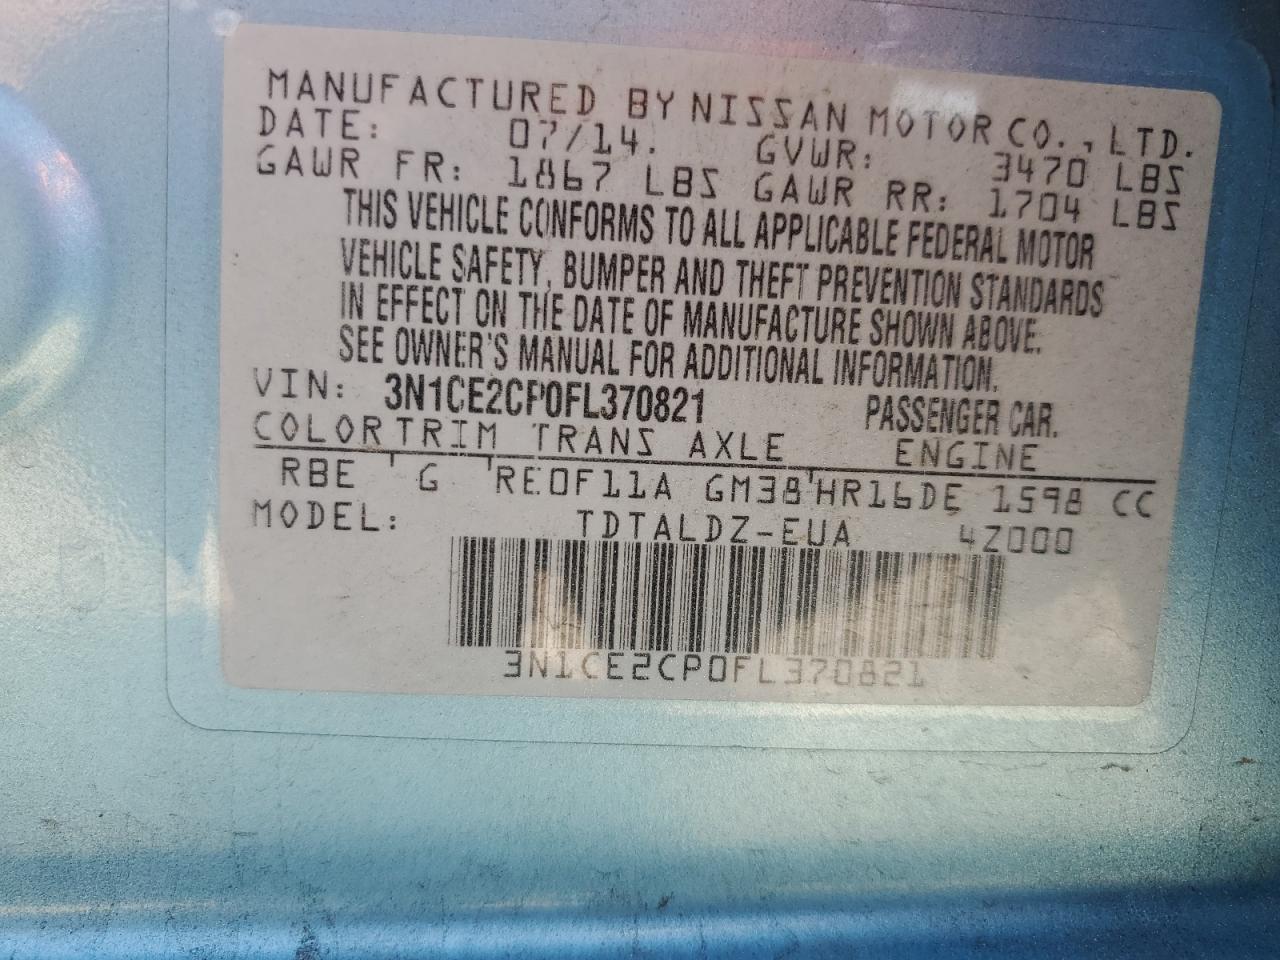 MANUFACTURED BY NISSAN MOTOR CO., LTD.
DATE: 07/14. GVWR: 3470 LBS
GAWR FR: 1867 LBS GAWR RR: 1704 LBS
THIS VEHICLE CONFORMS TO ALL APPLICABLE FEDERAL MOTOR
VEHICLE SAFETY, BUMPER AND THEFT PREVENTION STANDARDS
IN EFFECT ON THE DATE OF MANUFACTURE SHOWN ABOVE.
SEE OWNER'S MANUAL FOR ADDITIONAL INFORMATION.
VIN: 3N1CE2CP0FL370821 PASSENGER CAR.
COLOR TRIM TRANS AXLE ENGINE
RBE ' G 'RE0F11A GM38'HR16DE 1598 CC
MODEL: TDTALDZ-EUA 4Z000
3N1CE2CP0FL370821